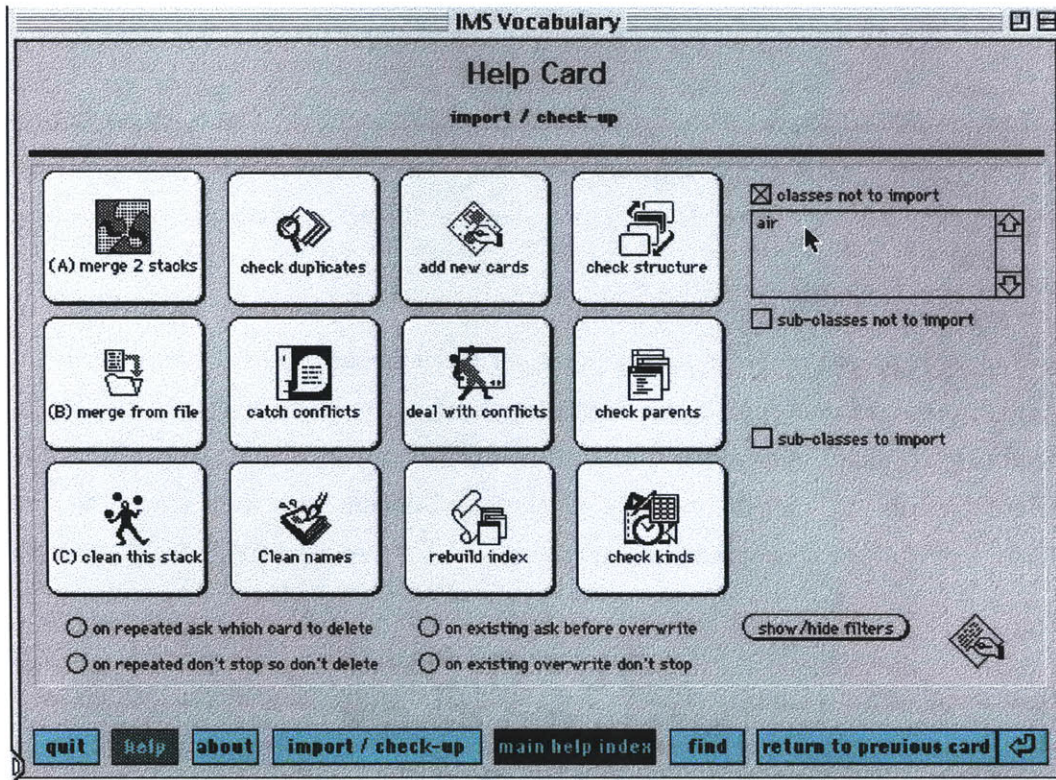 IMS Vocabulary
Help Card
import / check-up
(A) merge 2 stacks
check duplicates
add new cards
check structure
classes not to import
air
sub-classes not to import
(B) merge from file
catch conflicts
deal with conflicts
check parents
sub-classes to import
(C) clean this stack
Clean names
rebuild index
check kinds
on repeated ask which card to delete
on existing ask before overwrite
show/hide filters
on repeated don't stop so don't delete
on existing overwrite don't stop
quit
help
about
import / check-up
main help index
find
return to previous card